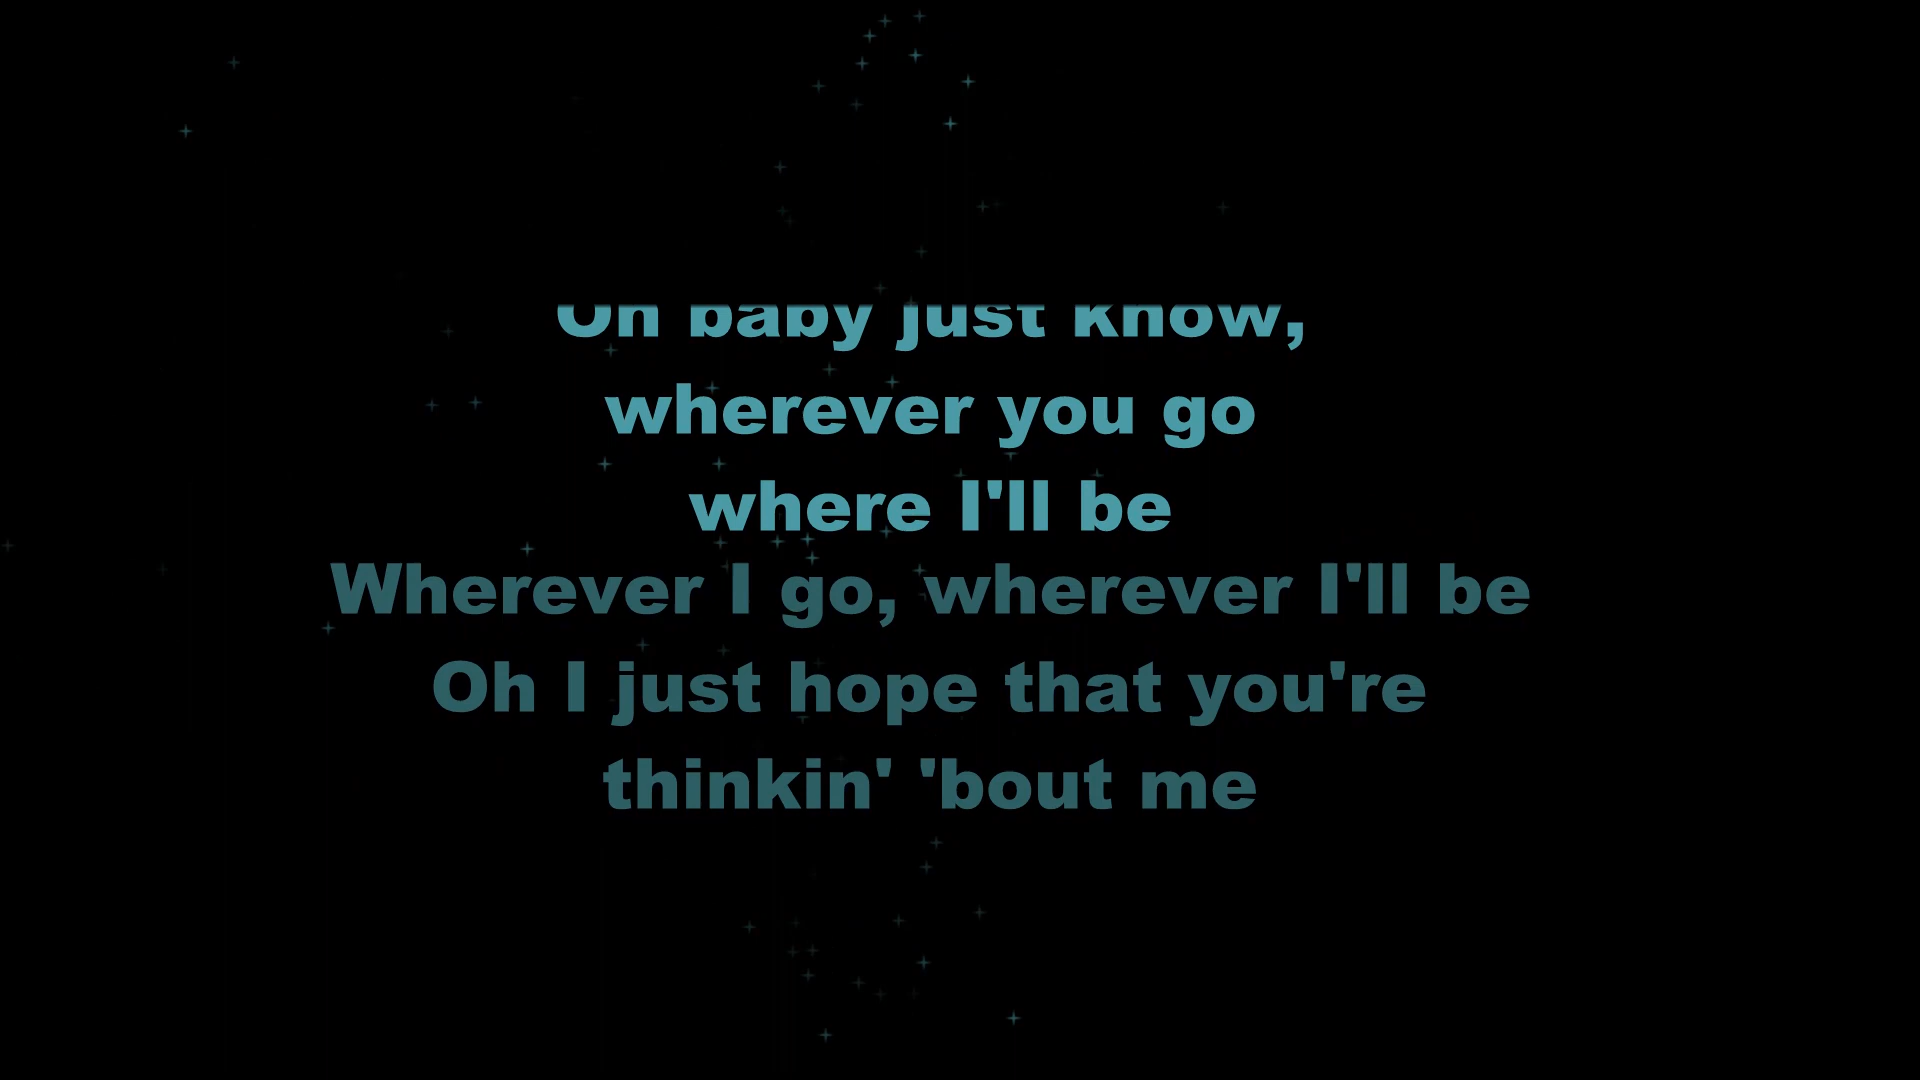 Oh baby just know,
wherever you go
where I'll be
Wherever I go, wherever I'll be
Oh I just hope that you're
thinkin' 'bout me